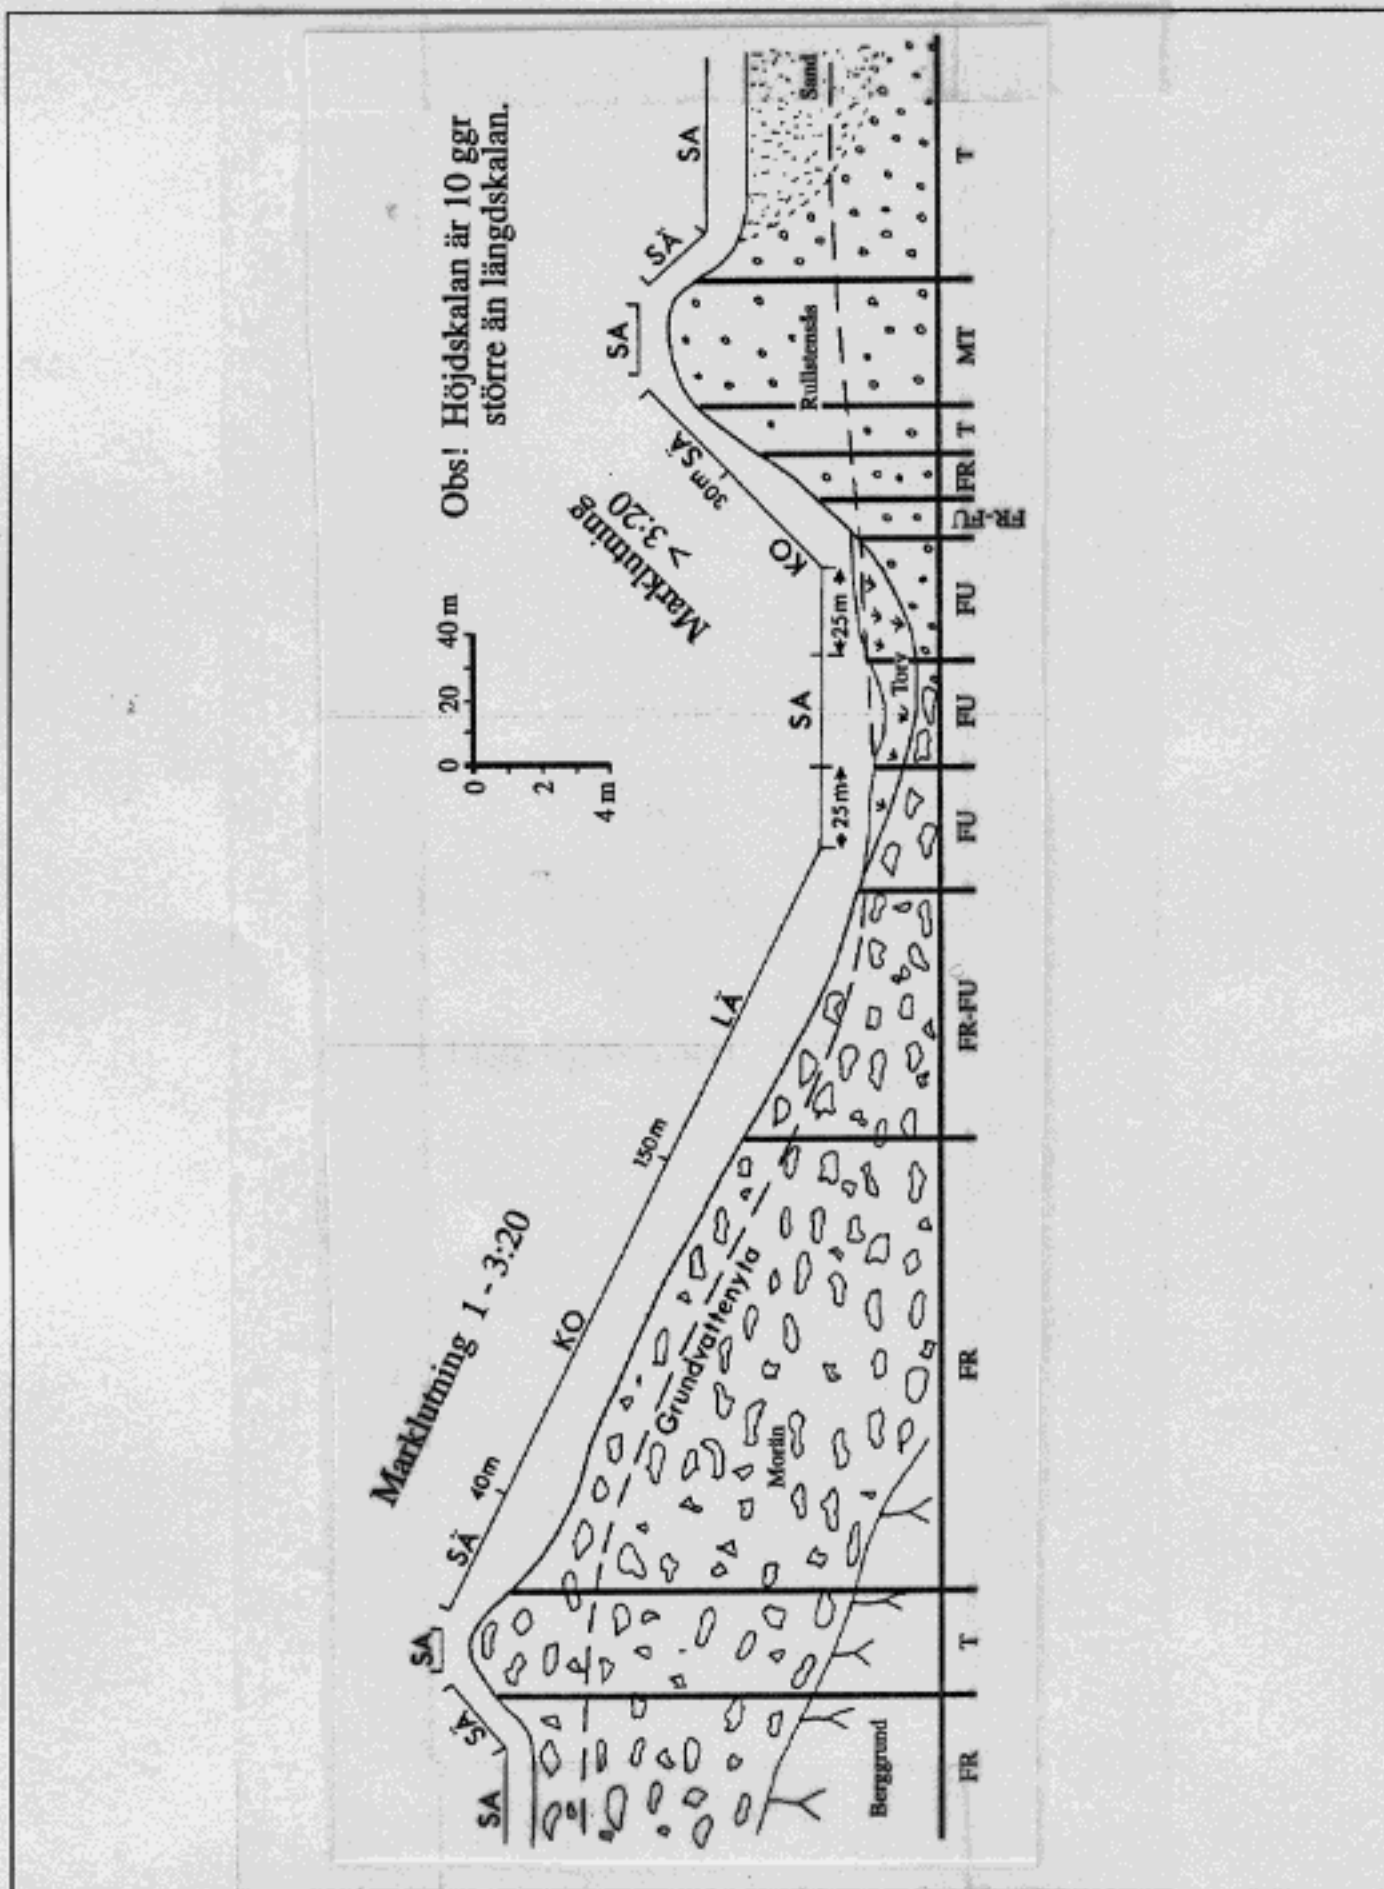 Obs! Höjdskalan är 10 ggr
större än längdskalan.
0 20 40 m
0
2
4 m
Marklutning 1 - 3:20
Marklutning
> 3:20
SA
SÄ
SA
SÄ
40m
KO
150m
LÄ
25m
SA
25m
KO
30m
SÄ
SA
SÄ
SA
Grundvattenyta
Morän
Berggrund
Torv
Rullstensås
Sand
FR
T
FR
FR-FU
FU
FU
FU
FR-FU
FR
T
MT
T